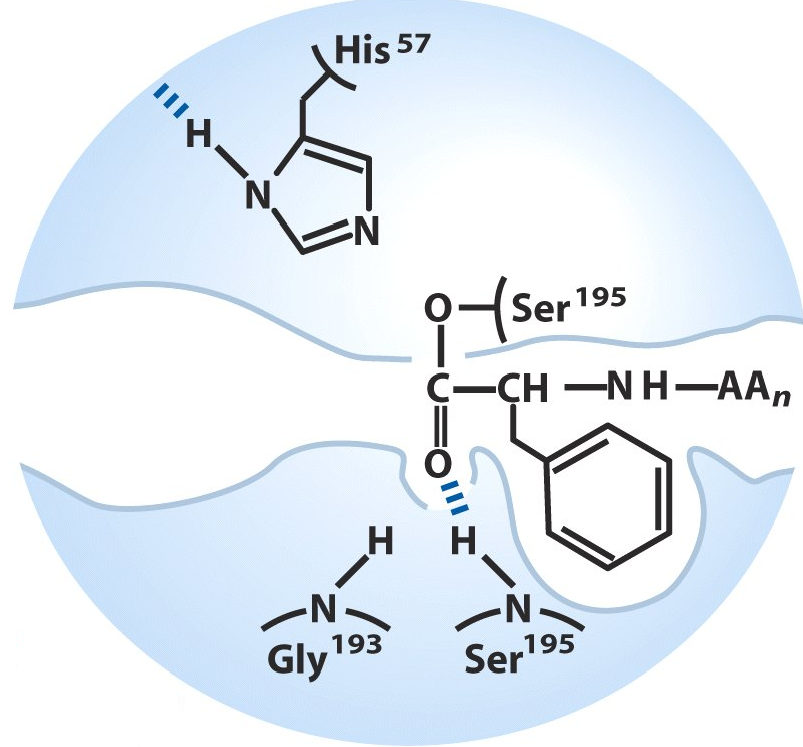 His 57
H
N
N
O Ser 195
C CH NH AAn
O
H H
N N
Gly 193 Ser 195